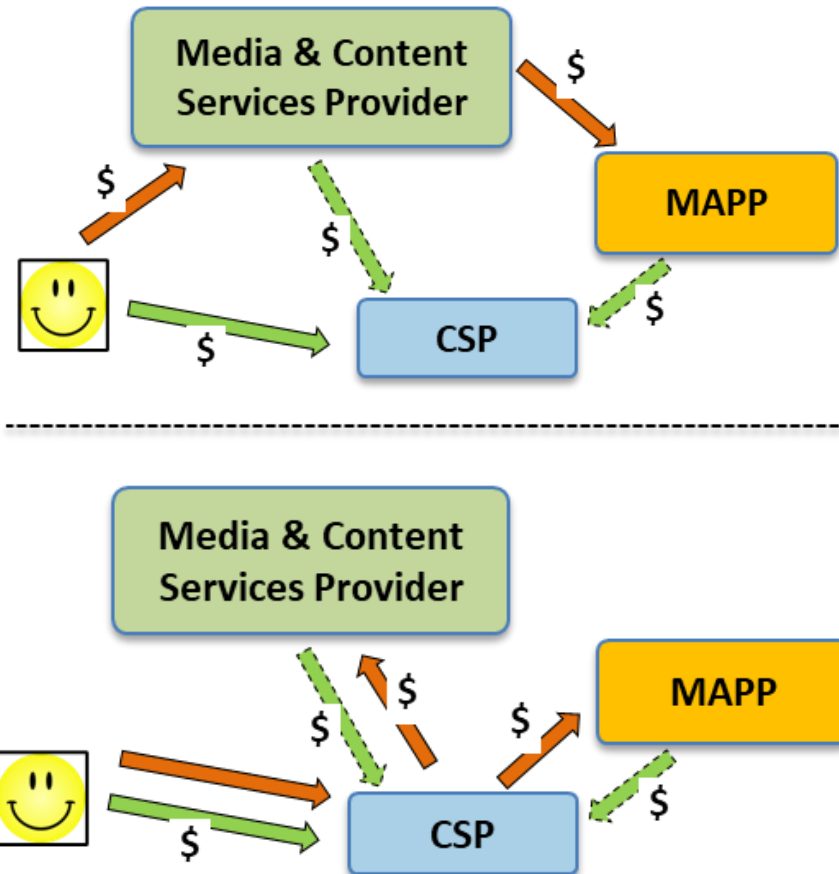 Media & Content
Services Provider
$
$
MAPP
$
$
$
CSP
Media & Content
Services Provider
MAPP
$
$
$
$
$
CSP